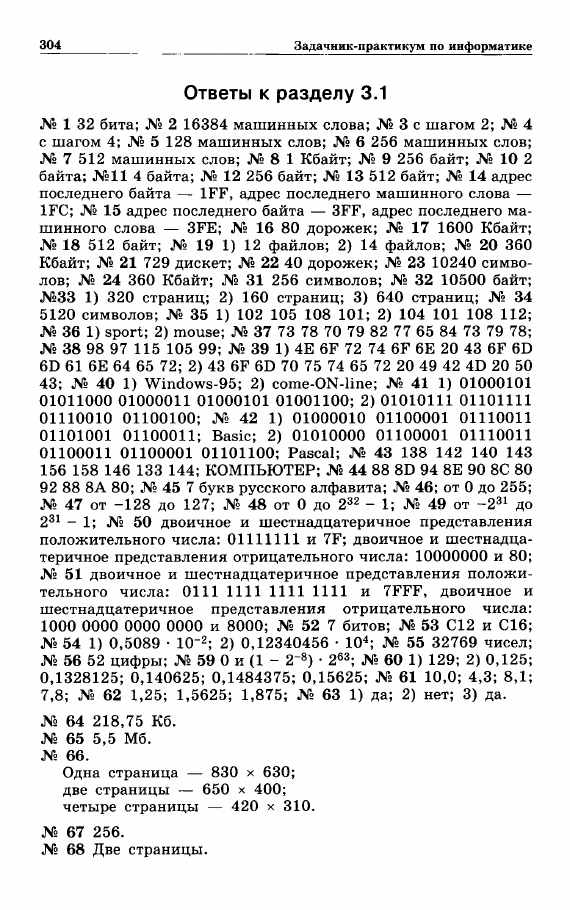 304 Задачник-практикум по информатике
Ответы к разделу 3.1
№ 1 32 бита; № 2 16384 машинных слова; № 3 с шагом 2; № 4
с шагом 4; № 5 128 машинных слов; № 6 256 машинных слов;
№ 7 512 машинных слов; № 8 1 Кбайт; № 9 256 байт; № 10 2
байта; №11 4 байта; № 12 256 байт; № 13 512 байт; № 14 адрес
последнего байта — 1FF, адрес последнего машинного слова —
1FC; № 15 адрес последнего байта — 3FF, адрес последнего ма-
шинного слова — 3FE; № 16 80 дорожек; № 17 1600 Кбайт;
№ 18 512 байт; № 19 1) 12 файлов; 2) 14 файлов; № 20 360
Кбайт; № 21 729 дискет; № 22 40 дорожек; № 23 10240 симво-
лов; № 24 360 Кбайт; № 31 256 символов; № 32 10500 байт;
№33 1) 320 страниц; 2) 160 страниц; 3) 640 страниц; № 34
5120 символов; № 35 1) 102 105 108 101; 2) 104 101 108 112;
№ 36 1) sport; 2) mouse; № 37 73 78 70 79 82 77 65 84 73 79 78;
№ 38 98 97 115 105 99; № 39 1) 4E 6F 72 74 6F 6E 20 43 6F 6D
6D 61 6E 64 65 72; 2) 43 6F 6D 70 75 74 65 72 20 49 42 4D 20 50
43; № 40 1) Windows-95; 2) come-ON-line; № 41 1) 01000101
01011000 01000011 01000101 01001100; 2) 01010111 01101111
01110010 01100100; № 42 1) 01000010 01100001 01110011
01101001 01100011; Basic; 2) 01010000 01100001 01110011
01100011 01100001 01101100; Pascal; № 43 138 142 140 143
156 158 146 133 144; КОМПЬЮТЕР; № 44 88 8D 94 8E 90 8C 80
92 88 8A 80; № 45 7 букв русского алфавита; № 46; от 0 до 255;
№ 47 от −128 до 127; № 48 от 0 до 2³² − 1; № 49 от −2³¹ до
2³¹ − 1; № 50 двоичное и шестнадцатеричное представления
положительного числа: 01111111 и 7F; двоичное и шестнадца-
теричное представления отрицательного числа: 10000000 и 80;
№ 51 двоичное и шестнадцатеричное представления положи-
тельного числа: 0111 1111 1111 1111 и 7FFF, двоичное и
шестнадцатеричное представления отрицательного числа:
1000 0000 0000 0000 и 8000; № 52 7 битов; № 53 C12 и C16;
№ 54 1) 0,5089 · 10⁻²; 2) 0,12340456 · 10⁴; № 55 32769 чисел;
№ 56 52 цифры; № 59 0 и (1 − 2⁻⁸) · 2⁶³; № 60 1) 129; 2) 0,125;
0,1328125; 0,140625; 0,1484375; 0,15625; № 61 10,0; 4,3; 8,1;
7,8; № 62 1,25; 1,5625; 1,875; № 63 1) да; 2) нет; 3) да.
№ 64 218,75 Кб.
№ 65 5,5 Мб.
№ 66.
Одна страница — 830 × 630;
две страницы — 650 × 400;
четыре страницы — 420 × 310.
№ 67 256.
№ 68 Две страницы.